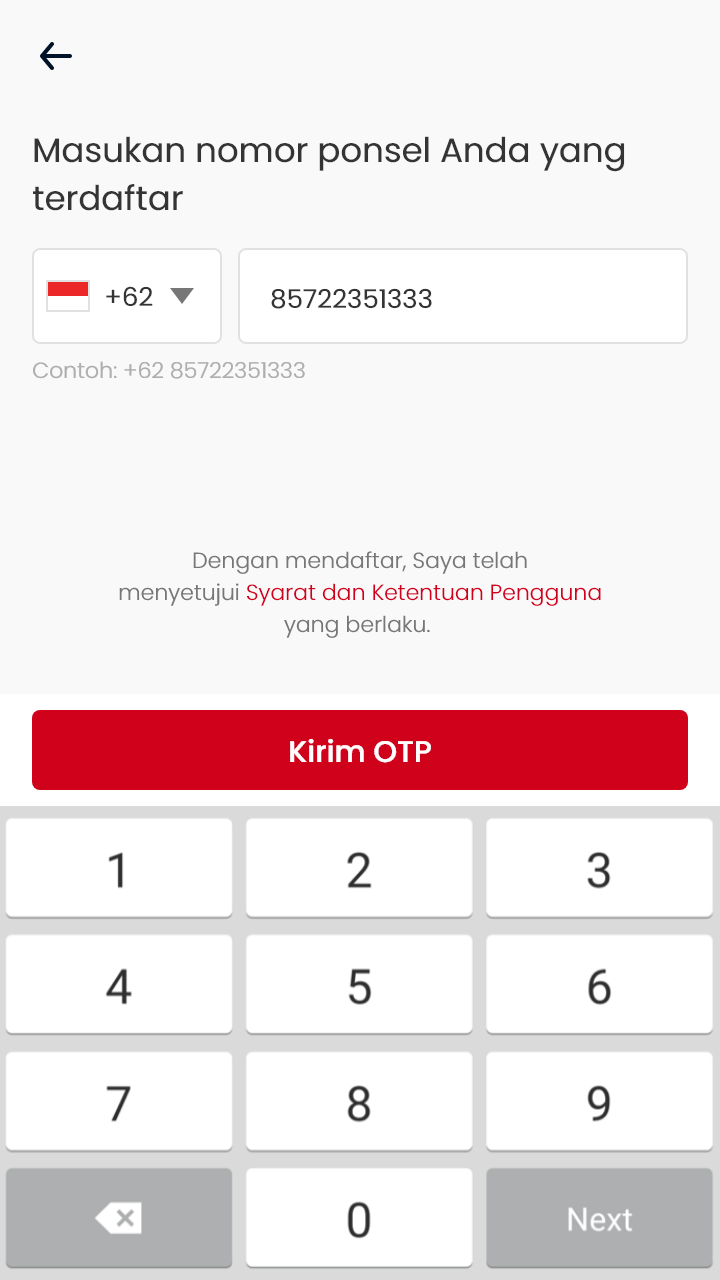 Masukan nomor ponsel Anda yang
terdaftar
+62
85722351333
Contoh: +62 85722351333
Dengan mendaftar, Saya telah
menyetujui Syarat dan Ketentuan Pengguna
yang berlaku.
Kirim OTP
1 2 3
4 5 6
7 8 9
0 Next